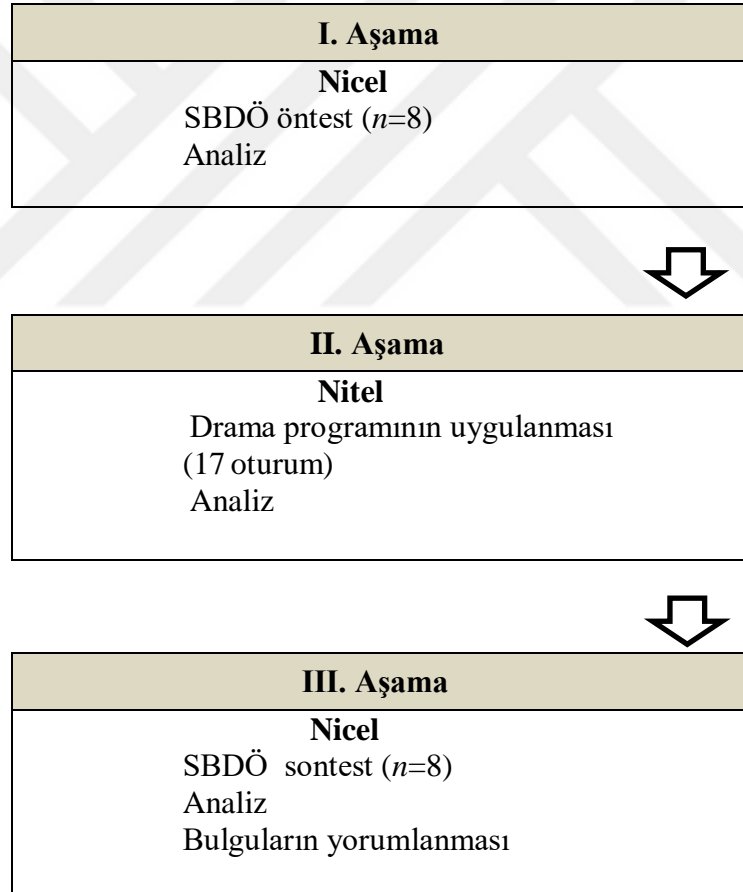 I. Aşama
Nicel
SBDÖ öntest (n=8)
Analiz
II. Aşama
Nitel
Drama programının uygulanması
(17 oturum)
Analiz
III. Aşama
Nicel
SBDÖ sontest (n=8)
Analiz
Bulguların yorumlanması